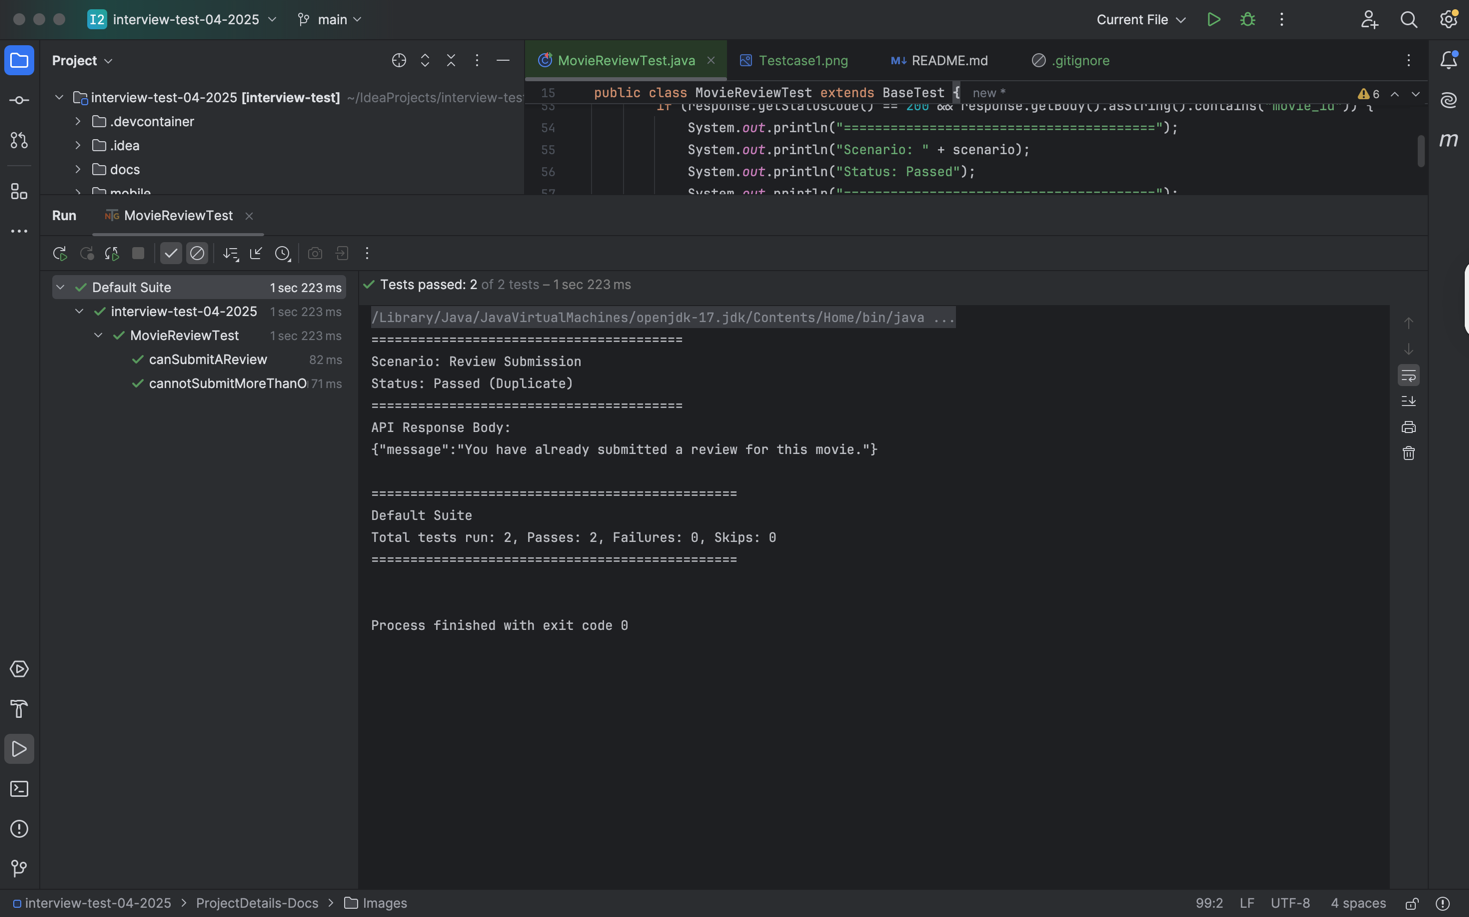 I2 interview-test-04-2025 main Current File
Project
interview-test-04-2025 [interview-test] ~/IdeaProjects/interview-test
.devcontainer
.idea
docs
mobile
MovieReviewTest.java Testcase1.png M↓ README.md .gitignore
15 public class MovieReviewTest extends BaseTest { new *
6
53 if (response.getStatusCode() == 200 && response.getBody().asString().contains("movie_id")) {
54 System.out.println("========================================");
55 System.out.println("Scenario: " + scenario);
56 System.out.println("Status: Passed");
57 System.out.println("========================================");
m
Run MovieReviewTest
Default Suite 1 sec 223 ms
interview-test-04-2025 1 sec 223 ms
MovieReviewTest 1 sec 223 ms
canSubmitAReview 82 ms
cannotSubmitMoreThanO 71 ms
Tests passed: 2 of 2 tests – 1 sec 223 ms
/Library/Java/JavaVirtualMachines/openjdk-17.jdk/Contents/Home/bin/java ...
========================================
Scenario: Review Submission
Status: Passed (Duplicate)
========================================
API Response Body:
{"message":"You have already submitted a review for this movie."}
===============================================
Default Suite
Total tests run: 2, Passes: 2, Failures: 0, Skips: 0
===============================================
Process finished with exit code 0
interview-test-04-2025 > ProjectDetails-Docs > Images
99:2 LF UTF-8 4 spaces